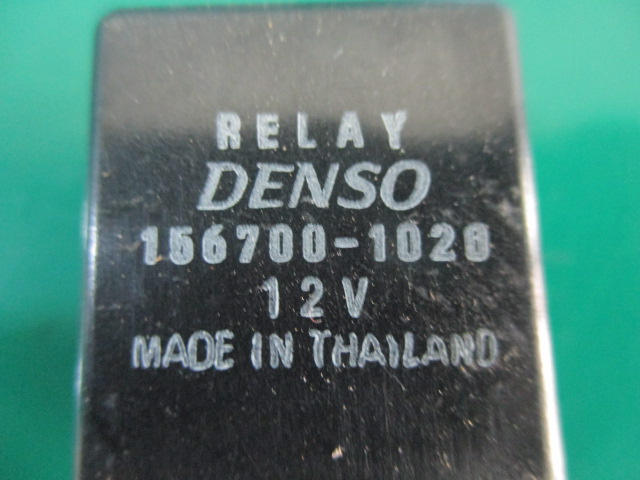 RELAY
DENSO
156700-1020
12V
MADE IN THAILAND